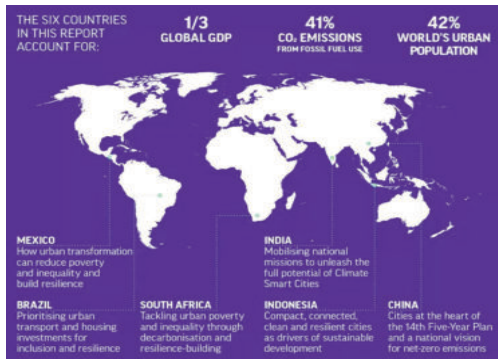 THE SIX COUNTRIES
IN THIS REPORT
ACCOUNT FOR:
1/3
GLOBAL GDP
41%
CO₂ EMISSIONS
FROM FOSSIL FUEL USE
42%
WORLD'S URBAN
POPULATION
MEXICO
How urban transformation
can reduce poverty
and inequality and
build resilience
INDIA
Mobilising national
missions to unleash the
full potential of Climate
Smart Cities
BRAZIL
Prioritising urban
transport and housing
investments for
inclusion and resilience
SOUTH AFRICA
Tackling urban poverty
and inequality through
decarbonisation and
resilience-building
INDONESIA
Compact, connected,
clean and resilient cities
as drivers of sustainable
development
CHINA
Cities at the heart of
the 14th Five-Year Plan
and a national vision
for net-zero emissions